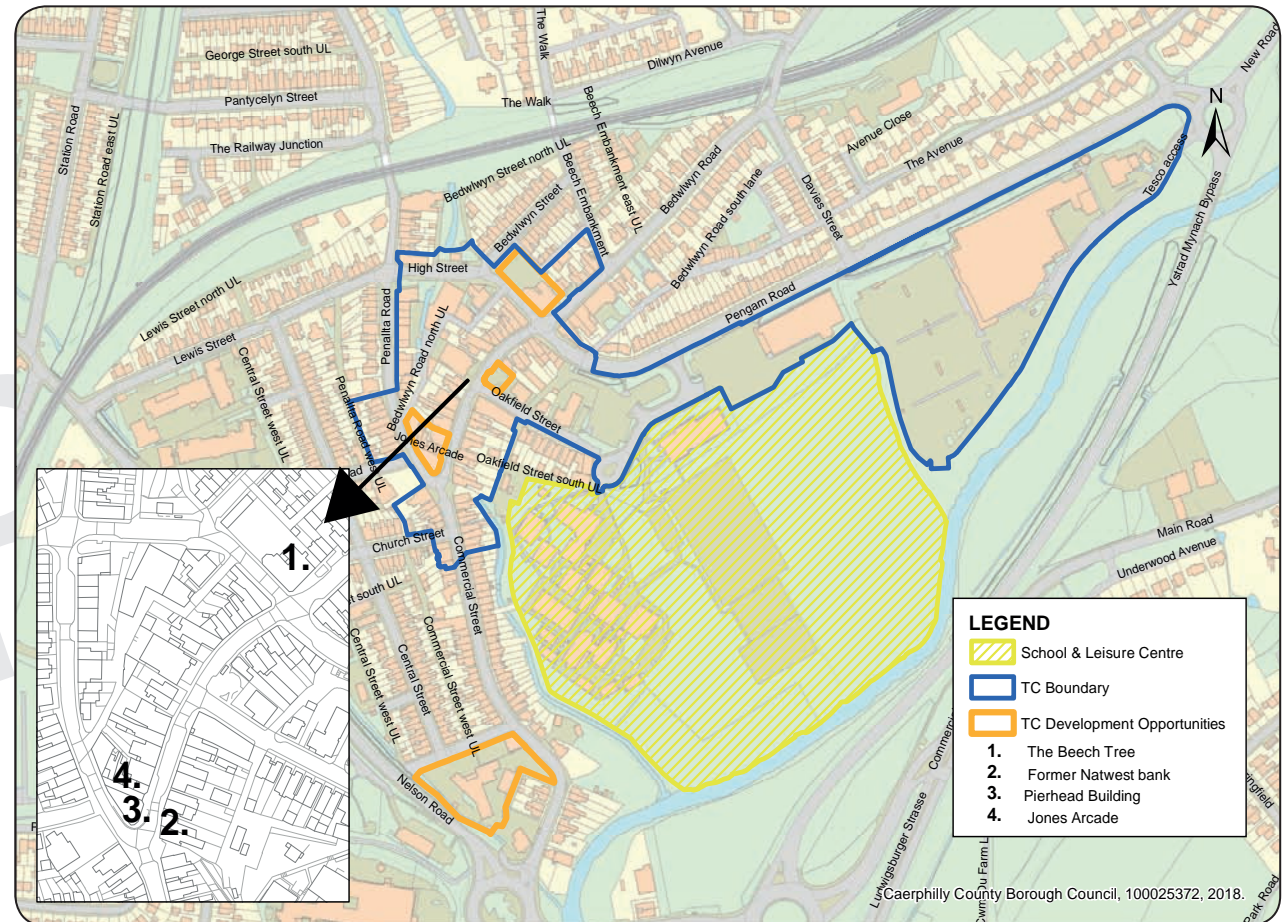 The Walk
Dilwyn Avenue
George Street south UL
Pantycelyn Street
The Walk
The Railway Junction
Station Road
Station Road east UL
New Road
N
Beech Embankment east UL
Beech Embankment
Bedwlwyn Street north UL
Bedwlwyn Street
Bedwlwyn Road
Bedwlwyn Road south lane
Avenue Close
The Avenue
Davies Street
Tesco access
Ystrad Mynach Bypass
High Street
Pengam Road
Lewis Street north UL
Lewis Street
Penallta Road
Bedwlwyn Road north UL
Central Street west UL
Penallta Road west UL
Oakfield Street
Jones Arcade
Oakfield Street south UL
Church Street
Commercial Street
Central Street west UL
Central Street
Commercial Street west UL
Nelson Road
Main Road
Underwood Avenue
Ludwigsburger Strasse
Park Road
1.
4.
3.
2.
LEGEND
School & Leisure Centre
TC Boundary
TC Development Opportunities
1. The Beech Tree
2. Former Natwest bank
3. Pierhead Building
4. Jones Arcade
Caerphilly County Borough Council, 100025372, 2018.